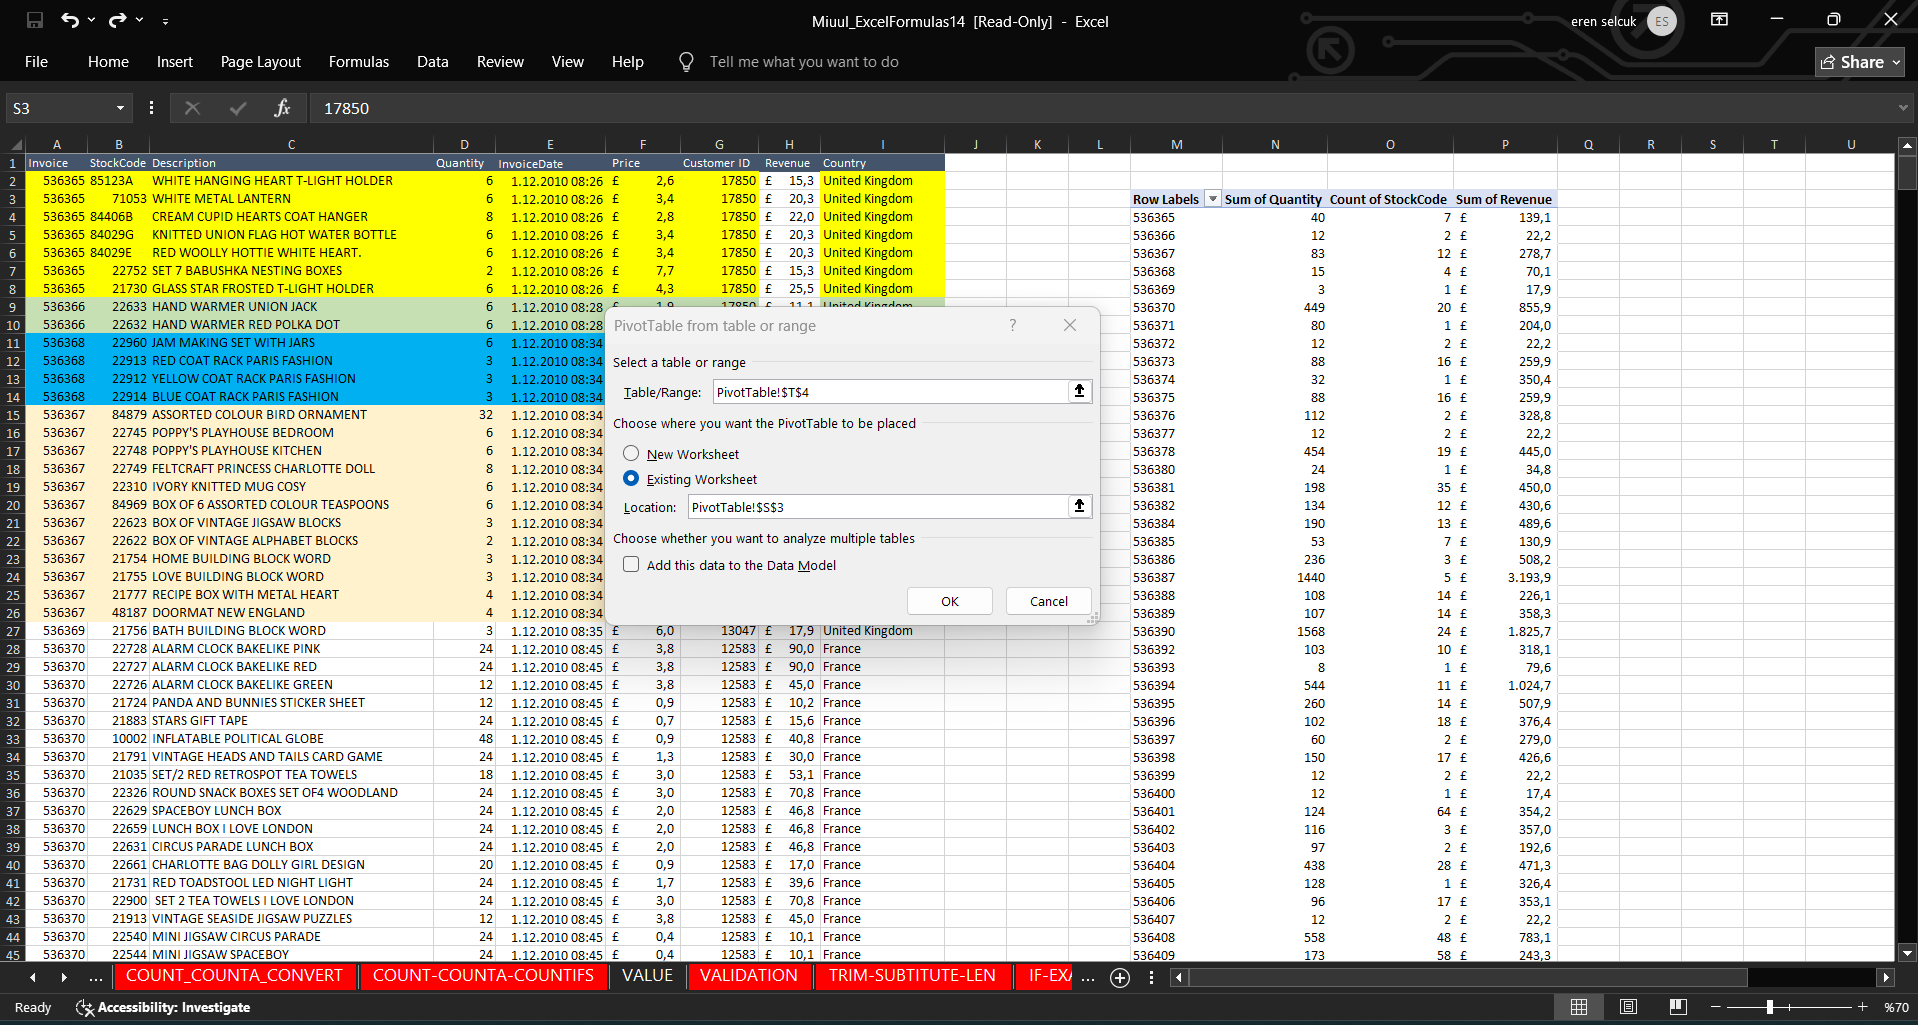 Miuul_ExcelFormulas14 [Read-Only] - Excel
eren selcuk ES
File Home Insert Page Layout Formulas Data Review View Help Tell me what you want to do Share
S3 fx 17850
A B C D E F G H I J K L M N O P Q R S T U
1 Invoice StockCode Description Quantity InvoiceDate Price Customer ID Revenue Country
2 536365 85123A WHITE HANGING HEART T-LIGHT HOLDER 6 1.12.2010 08:26 £ 2,6 17850 £ 15,3 United Kingdom
3 536365 71053 WHITE METAL LANTERN 6 1.12.2010 08:26 £ 3,4 17850 £ 20,3 United Kingdom Row Labels Sum of Quantity Count of StockCode Sum of Revenue
4 536365 84406B CREAM CUPID HEARTS COAT HANGER 8 1.12.2010 08:26 £ 2,8 17850 £ 22,0 United Kingdom 536365 40 7 £ 139,1
5 536365 84029G KNITTED UNION FLAG HOT WATER BOTTLE 6 1.12.2010 08:26 £ 3,4 17850 £ 20,3 United Kingdom 536366 12 2 £ 22,2
6 536365 84029E RED WOOLLY HOTTIE WHITE HEART. 6 1.12.2010 08:26 £ 3,4 17850 £ 20,3 United Kingdom 536367 83 12 £ 278,7
7 536365 22752 SET 7 BABUSHKA NESTING BOXES 2 1.12.2010 08:26 £ 7,7 17850 £ 15,3 United Kingdom 536368 15 4 £ 70,1
8 536365 21730 GLASS STAR FROSTED T-LIGHT HOLDER 6 1.12.2010 08:26 £ 4,3 17850 £ 25,5 United Kingdom 536369 3 1 £ 17,9
9 536366 22633 HAND WARMER UNION JACK 6 1.12.2010 08:28 £ 1,9 17850 £ 11,1 United Kingdom 536370 449 20 £ 855,9
10 536366 22632 HAND WARMER RED POLKA DOT 6 1.12.2010 08:28 536371 80 1 £ 204,0
11 536368 22960 JAM MAKING SET WITH JARS 6 1.12.2010 08:34 536372 12 2 £ 22,2
12 536368 22913 RED COAT RACK PARIS FASHION 3 1.12.2010 08:34 536373 88 16 £ 259,9
13 536368 22912 YELLOW COAT RACK PARIS FASHION 3 1.12.2010 08:34 536374 32 1 £ 350,4
14 536368 22914 BLUE COAT RACK PARIS FASHION 3 1.12.2010 08:34 536375 88 16 £ 259,9
15 536367 84879 ASSORTED COLOUR BIRD ORNAMENT 32 1.12.2010 08:34 536376 112 2 £ 328,8
16 536367 22745 POPPY'S PLAYHOUSE BEDROOM 6 1.12.2010 08:34 536377 12 2 £ 22,2
17 536367 22748 POPPY'S PLAYHOUSE KITCHEN 6 1.12.2010 08:34 536378 454 19 £ 445,0
18 536367 22749 FELTCRAFT PRINCESS CHARLOTTE DOLL 8 1.12.2010 08:34 536380 24 1 £ 34,8
19 536367 22310 IVORY KNITTED MUG COSY 6 1.12.2010 08:34 536381 198 35 £ 450,0
20 536367 84969 BOX OF 6 ASSORTED COLOUR TEASPOONS 6 1.12.2010 08:34 536382 134 12 £ 430,6
21 536367 22623 BOX OF VINTAGE JIGSAW BLOCKS 3 1.12.2010 08:34 536384 190 13 £ 489,6
22 536367 22622 BOX OF VINTAGE ALPHABET BLOCKS 2 1.12.2010 08:34 536385 53 7 £ 130,9
23 536367 21754 HOME BUILDING BLOCK WORD 3 1.12.2010 08:34 536386 236 3 £ 508,2
24 536367 21755 LOVE BUILDING BLOCK WORD 3 1.12.2010 08:34 536387 1440 5 £ 3.193,9
25 536367 21777 RECIPE BOX WITH METAL HEART 4 1.12.2010 08:34 536388 108 14 £ 226,1
26 536367 48187 DOORMAT NEW ENGLAND 4 1.12.2010 08:34 536389 107 14 £ 358,3
27 536369 21756 BATH BUILDING BLOCK WORD 3 1.12.2010 08:35 £ 6,0 13047 £ 17,9 United Kingdom 536390 1568 24 £ 1.825,7
28 536370 22728 ALARM CLOCK BAKELIKE PINK 24 1.12.2010 08:45 £ 3,8 12583 £ 90,0 France 536392 103 10 £ 318,1
29 536370 22727 ALARM CLOCK BAKELIKE RED 24 1.12.2010 08:45 £ 3,8 12583 £ 90,0 France 536393 8 1 £ 79,6
30 536370 22726 ALARM CLOCK BAKELIKE GREEN 12 1.12.2010 08:45 £ 3,8 12583 £ 45,0 France 536394 544 11 £ 1.024,7
31 536370 21724 PANDA AND BUNNIES STICKER SHEET 12 1.12.2010 08:45 £ 0,9 12583 £ 10,2 France 536395 260 14 £ 507,9
32 536370 21883 STARS GIFT TAPE 24 1.12.2010 08:45 £ 0,7 12583 £ 15,6 France 536396 102 18 £ 376,4
33 536370 10002 INFLATABLE POLITICAL GLOBE 48 1.12.2010 08:45 £ 0,9 12583 £ 40,8 France 536397 60 2 £ 279,0
34 536370 21791 VINTAGE HEADS AND TAILS CARD GAME 24 1.12.2010 08:45 £ 1,3 12583 £ 30,0 France 536398 150 17 £ 426,6
35 536370 21035 SET/2 RED RETROSPOT TEA TOWELS 18 1.12.2010 08:45 £ 3,0 12583 £ 53,1 France 536399 12 2 £ 22,2
36 536370 22326 ROUND SNACK BOXES SET OF4 WOODLAND 24 1.12.2010 08:45 £ 3,0 12583 £ 70,8 France 536400 12 1 £ 17,4
37 536370 22629 SPACEBOY LUNCH BOX 24 1.12.2010 08:45 £ 2,0 12583 £ 46,8 France 536401 124 64 £ 354,2
38 536370 22659 LUNCH BOX I LOVE LONDON 24 1.12.2010 08:45 £ 2,0 12583 £ 46,8 France 536402 116 3 £ 357,0
39 536370 22631 CIRCUS PARADE LUNCH BOX 24 1.12.2010 08:45 £ 2,0 12583 £ 46,8 France 536403 97 2 £ 192,6
40 536370 22661 CHARLOTTE BAG DOLLY GIRL DESIGN 20 1.12.2010 08:45 £ 0,9 12583 £ 17,0 France 536404 438 28 £ 471,3
41 536370 21731 RED TOADSTOOL LED NIGHT LIGHT 24 1.12.2010 08:45 £ 1,7 12583 £ 39,6 France 536405 128 1 £ 326,4
42 536370 22900 SET 2 TEA TOWELS I LOVE LONDON 24 1.12.2010 08:45 £ 3,0 12583 £ 70,8 France 536406 96 17 £ 353,1
43 536370 21913 VINTAGE SEASIDE JIGSAW PUZZLES 12 1.12.2010 08:45 £ 3,8 12583 £ 45,0 France 536407 12 2 £ 22,2
44 536370 22540 MINI JIGSAW CIRCUS PARADE 24 1.12.2010 08:45 £ 0,4 12583 £ 10,1 France 536408 558 48 £ 783,1
45 536370 22544 MINI JIGSAW SPACEBOY 24 1.12.2010 08:45 £ 0,4 12583 £ 10,1 France 536409 173 58 £ 243,3
PivotTable from table or range ?
Select a table or range
Table/Range: PivotTable!$T$4
Choose where you want the PivotTable to be placed
New Worksheet
Existing Worksheet
Location: PivotTable!$S$3
Choose whether you want to analyze multiple tables
Add this data to the Data Model
OK Cancel
... COUNT_COUNTA_CONVERT COUNT-COUNTA-COUNTIFS VALUE VALIDATION TRIM-SUBTITUTE-LEN IF-EXA ...
Ready Accessibility: Investigate %70